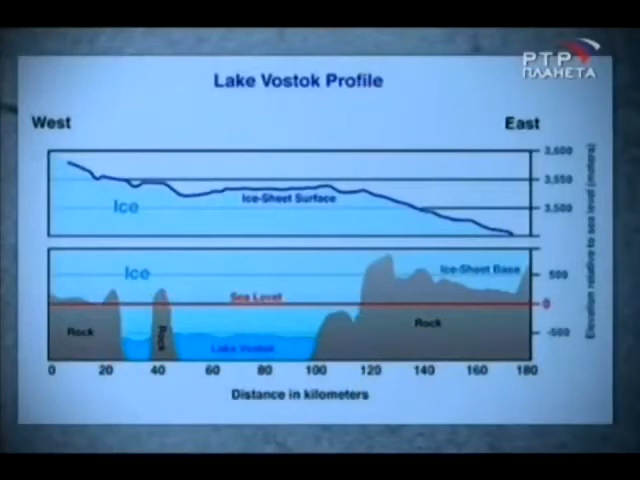 РТР
ПЛАНЕТА
Lake Vostok Profile
West
East
3,600
Ice-Sheet Surface
3,550
Ice
3,500
Elevation relative to sea level (meters)
Ice
Ice-Sheet Base
500
Sea Level
0
Rock
Rock
Rock
-500
Lake Vostok
0 20 40 60 80 100 120 140 160 180
Distance in kilometers